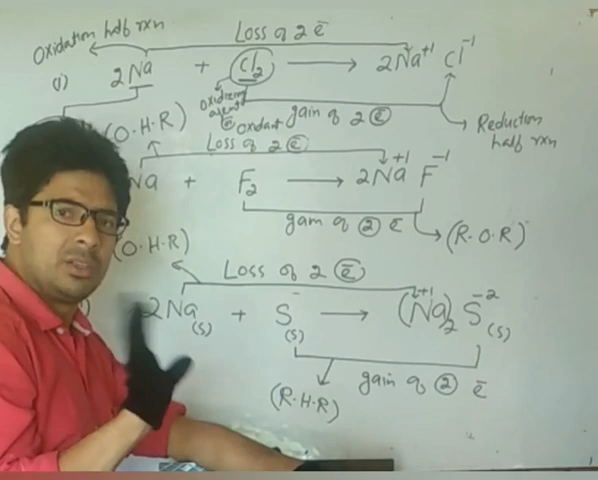 Oxidation half rxn
Loss of 2 ē
(i) 2Na + Cl₂ ⟶ 2Na⁺¹ Cl⁻¹
Oxidizing agent
gain of ② ē
Oxidant
Reduction half rxn
(O.H.R)
Loss of 2 ē
Na + F₂ ⟶ 2Na⁺¹ F⁻¹
gain of ② ē
(R.O.R)
(O.H.R)
Loss of 2 ē
2Na(s) + S(s) ⟶ (Na⁺¹)₂ S⁻²(s)
gain of ② ē
(R.H.R)